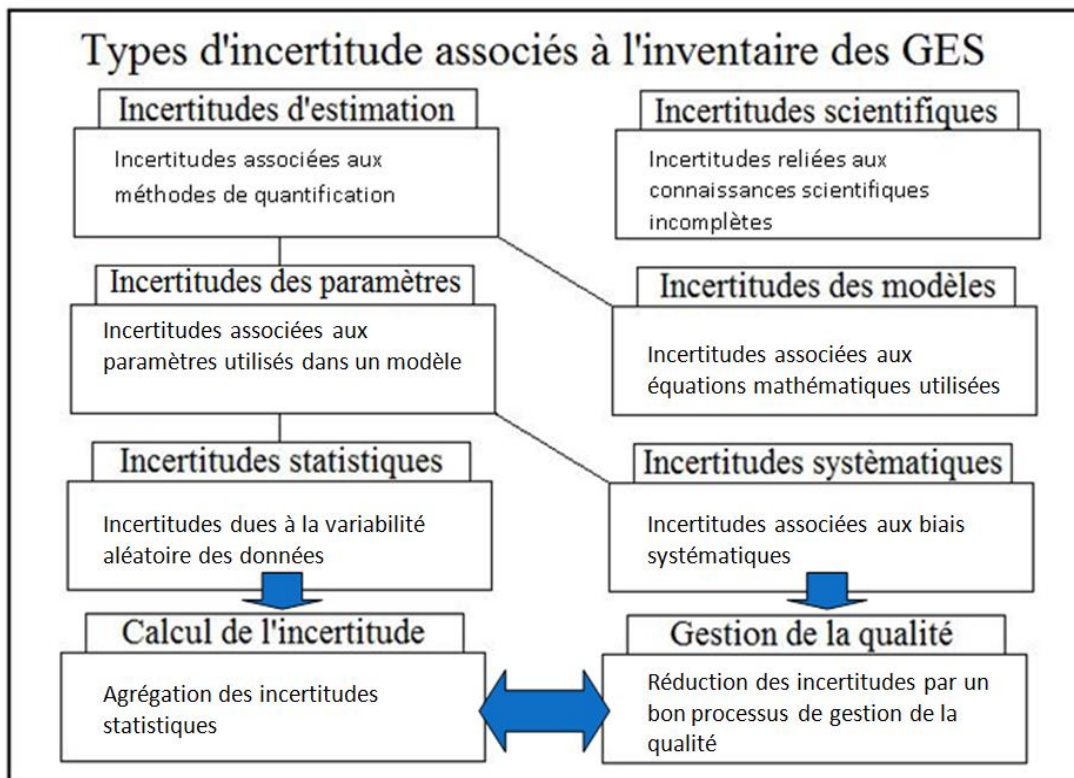 Types d'incertitude associés à l'inventaire des GES
Incertitudes d'estimation
Incertitudes associées aux
méthodes de quantification
Incertitudes scientifiques
Incertitudes reliées aux
connaissances scientifiques
incomplètes
Incertitudes des paramètres
Incertitudes associées aux
paramètres utilisés dans un modèle
Incertitudes des modèles
Incertitudes associées aux
équations mathématiques utilisées
Incertitudes statistiques
Incertitudes dues à la variabilité
aléatoire des données
Incertitudes systèmatiques
Incertitudes associées aux biais
systématiques
Calcul de l'incertitude
Agrégation des incertitudes
statistiques
Gestion de la qualité
Réduction des incertitudes par un
bon processus de gestion de la
qualité